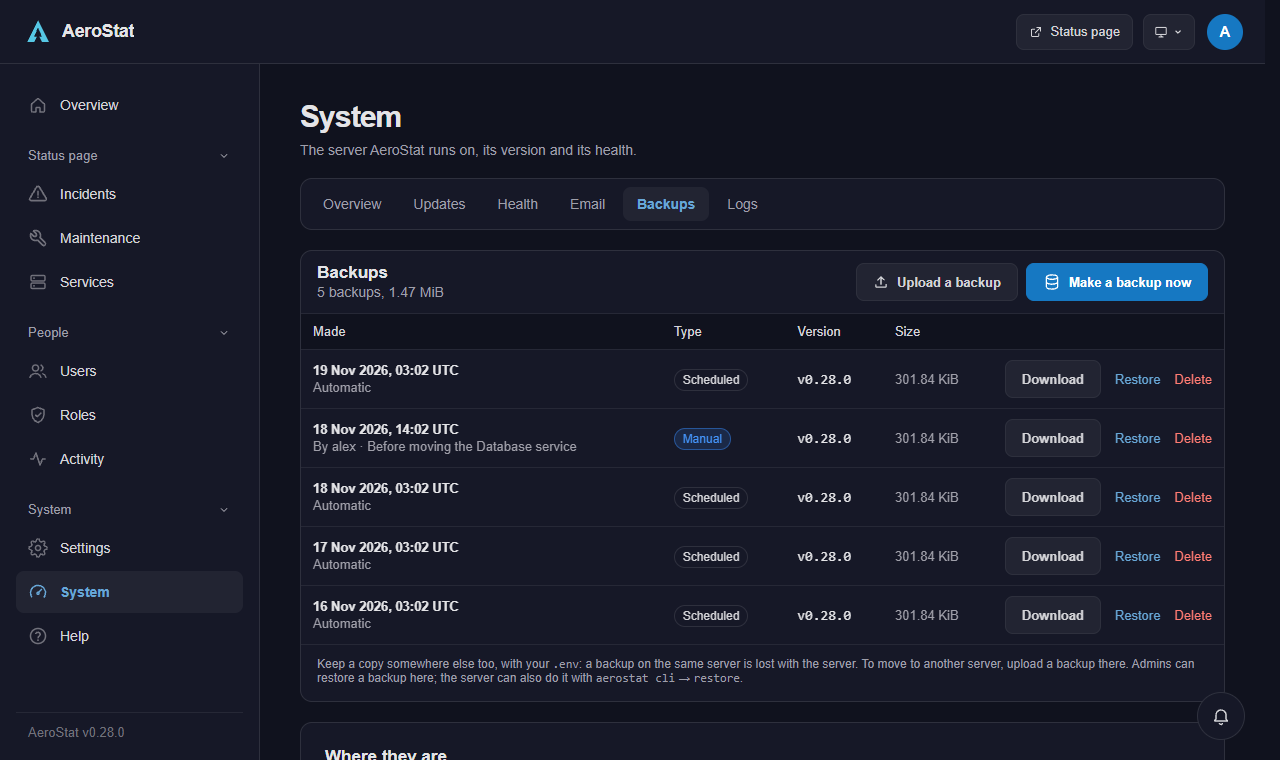 AeroStat
Status page
A
Overview
Status page
Incidents
Maintenance
Services
People
Users
Roles
Activity
System
Settings
System
Help
AeroStat v0.28.0
System
The server AeroStat runs on, its version and its health.
Overview Updates Health Email Backups Logs
Backups
5 backups, 1.47 MiB
Upload a backup Make a backup now
Made Type Version Size
19 Nov 2026, 03:02 UTC
Automatic
Scheduled v0.28.0 301.84 KiB Download Restore Delete
18 Nov 2026, 14:02 UTC
By alex · Before moving the Database service
Manual v0.28.0 301.84 KiB Download Restore Delete
18 Nov 2026, 03:02 UTC
Automatic
Scheduled v0.28.0 301.84 KiB Download Restore Delete
17 Nov 2026, 03:02 UTC
Automatic
Scheduled v0.28.0 301.84 KiB Download Restore Delete
16 Nov 2026, 03:02 UTC
Automatic
Scheduled v0.28.0 301.84 KiB Download Restore Delete
Keep a copy somewhere else too, with your .env: a backup on the same server is lost with the server. To move to another server, upload a backup there. Admins can
restore a backup here; the server can also do it with aerostat cli → restore.
Where they are